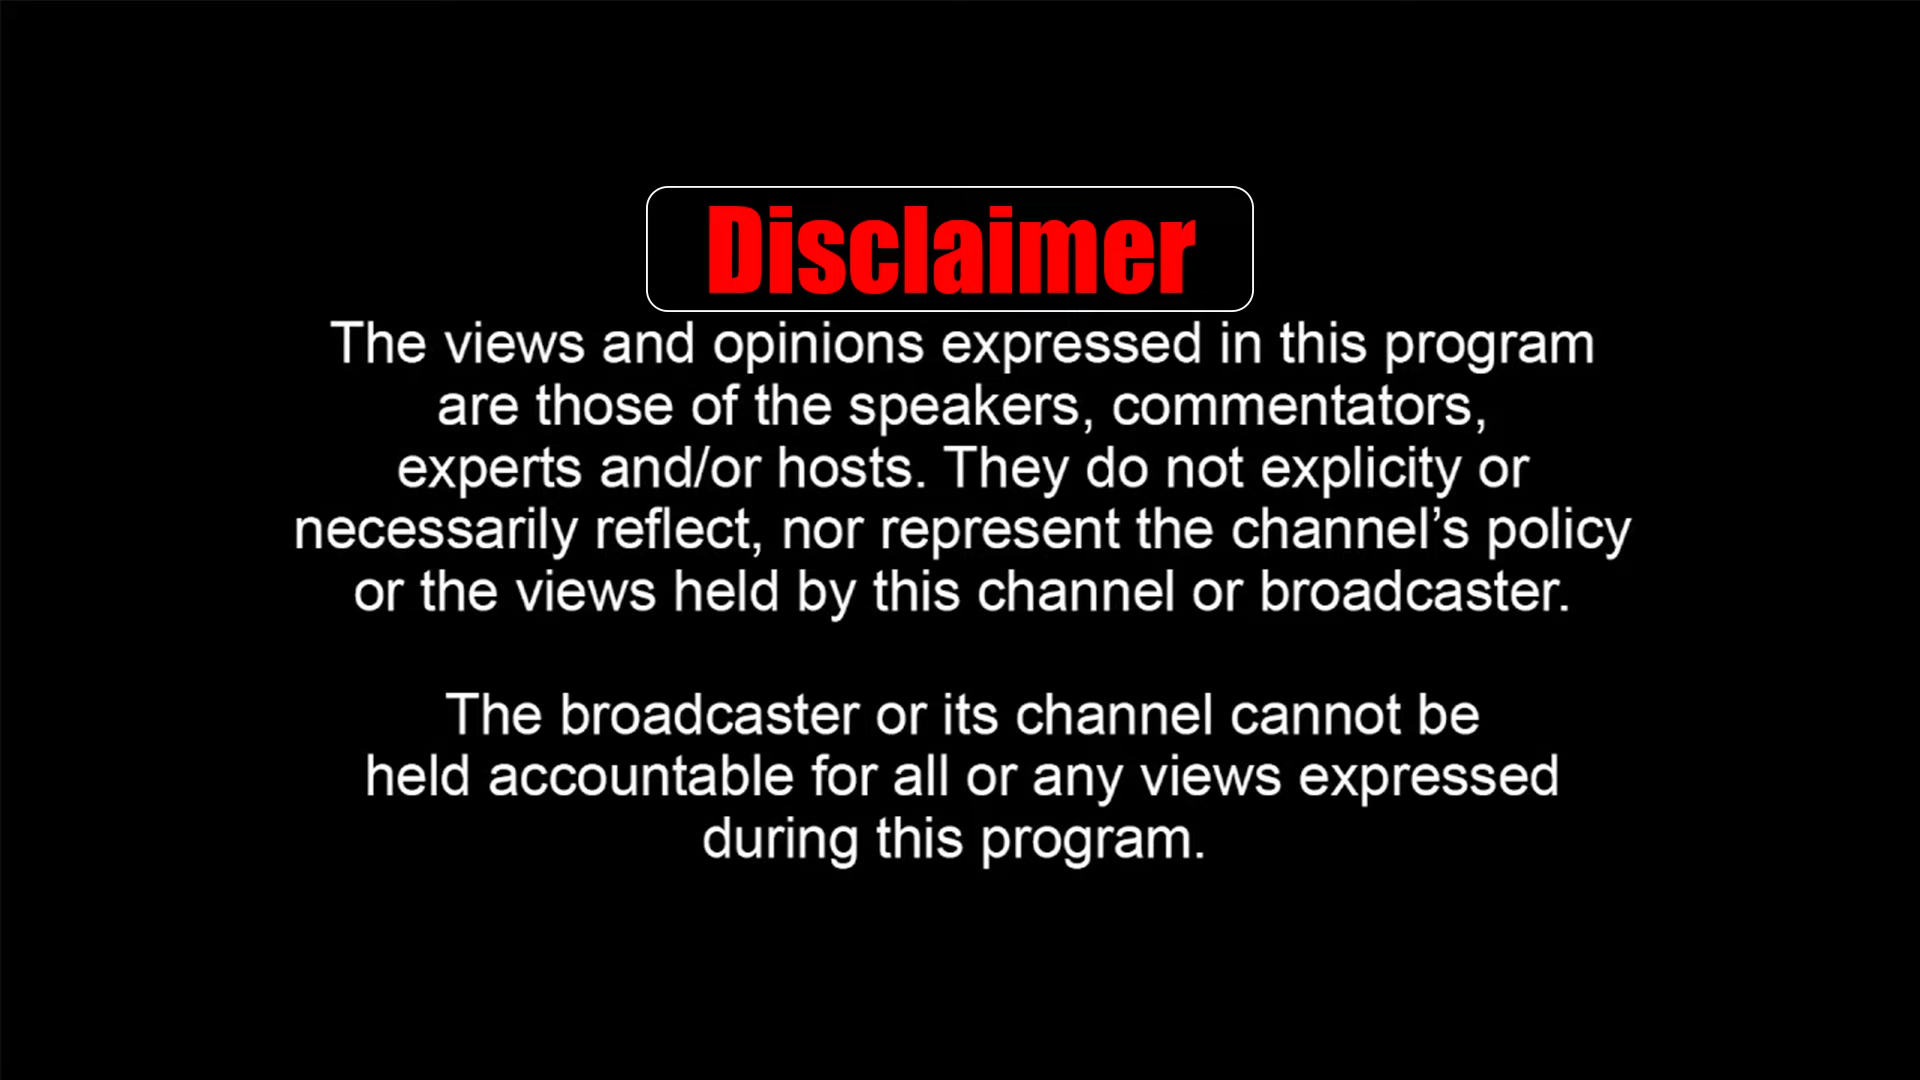 Disclaimer
The views and opinions expressed in this program
are those of the speakers, commentators,
experts and/or hosts. They do not explicity or
necessarily reflect, nor represent the channel’s policy
or the views held by this channel or broadcaster.
The broadcaster or its channel cannot be
held accountable for all or any views expressed
during this program.